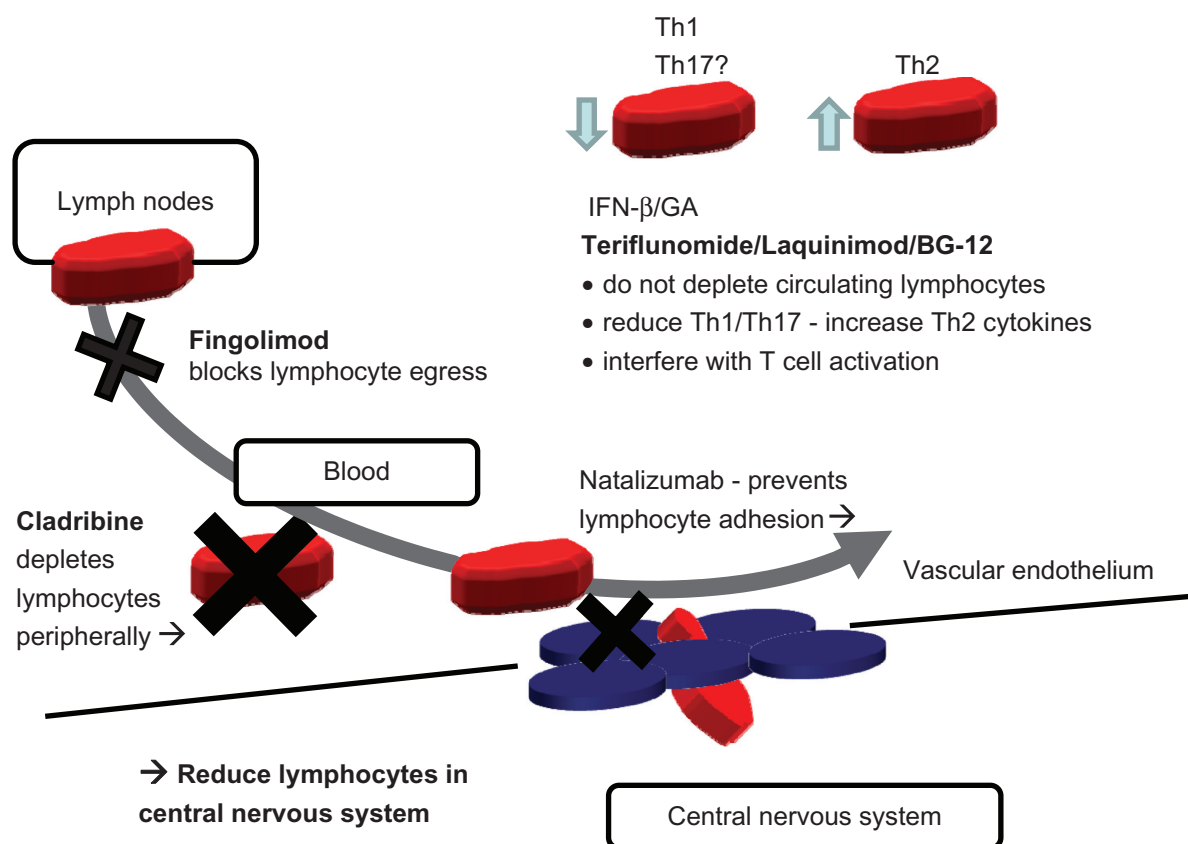 Th1
Th17?
Th2
Lymph nodes
IFN-β/GA
Teriflunomide/Laquinimod/BG-12
• do not deplete circulating lymphocytes
• reduce Th1/Th17 - increase Th2 cytokines
• interfere with T cell activation
Fingolimod
blocks lymphocyte egress
Blood
Natalizumab - prevents
lymphocyte adhesion →
Cladribine
depletes
lymphocytes
peripherally →
Vascular endothelium
→ Reduce lymphocytes in
central nervous system
Central nervous system